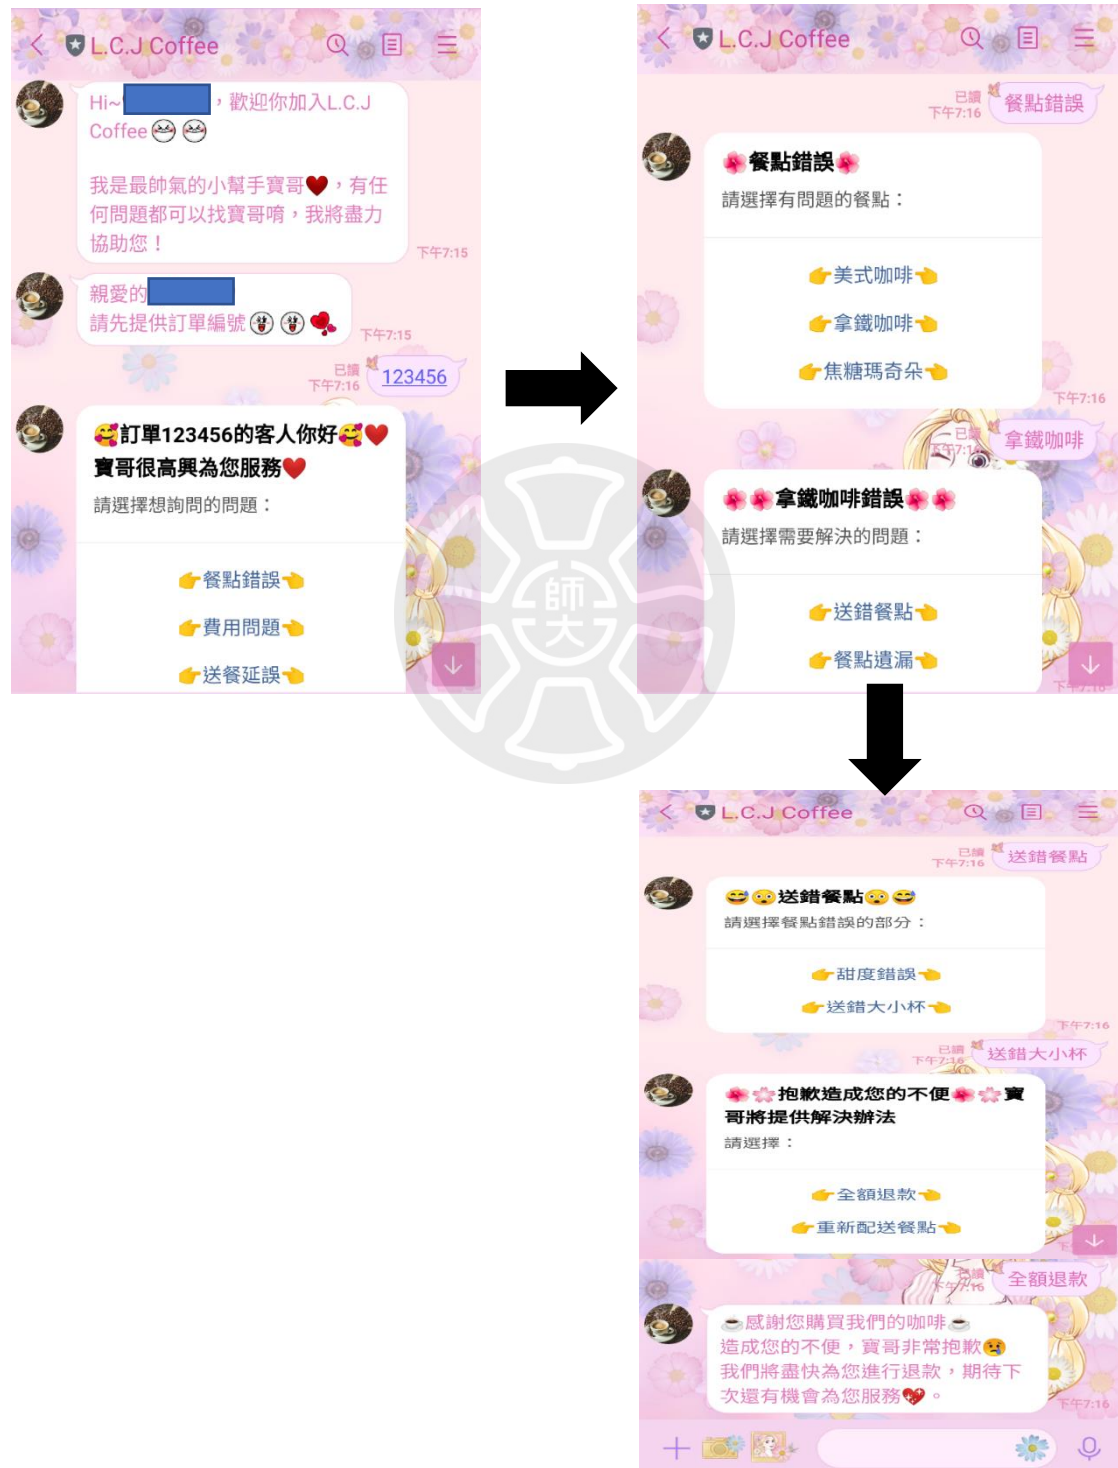 L.C.J Coffee
Hi~ ，歡迎你加入L.C.J
Coffee
我是最帥氣的小幫手寶哥❤，有任
何問題都可以找寶哥唷，我將盡力
協助您！
下午7:15
親愛的
請先提供訂單編號
下午7:15
已讀
下午7:16
123456
🥰訂單123456的客人你好🥰❤
寶哥很高興為您服務❤
請選擇想詢問的問題：
👉餐點錯誤👈
👉費用問題👈
👉送餐延誤👈
L.C.J Coffee
已讀
下午7:16
餐點錯誤
🌺餐點錯誤🌺
請選擇有問題的餐點：
👉美式咖啡👈
👉拿鐵咖啡👈
👉焦糖瑪奇朵👈
下午7:16
已讀
下午7:16
拿鐵咖啡
🌺🌺拿鐵咖啡錯誤🌺🌺
請選擇需要解決的問題：
👉送錯餐點👈
👉餐點遺漏👈
下午7:16
師大
L.C.J Coffee
已讀
下午7:16
送錯餐點
😅😯送錯餐點😯😅
請選擇餐點錯誤的部分：
👉甜度錯誤👈
👉送錯大小杯👈
下午7:16
已讀
下午7:16
送錯大小杯
🌺🌸抱歉造成您的不便🌺🌸寶
哥將提供解決辦法
請選擇：
👉全額退款👈
👉重新配送餐點👈
已讀
下午7:16
全額退款
☕感謝您購買我們的咖啡☕
造成您的不便，寶哥非常抱歉😢
我們將盡快為您進行退款，期待下
次還有機會為您服務💖。
下午7:16